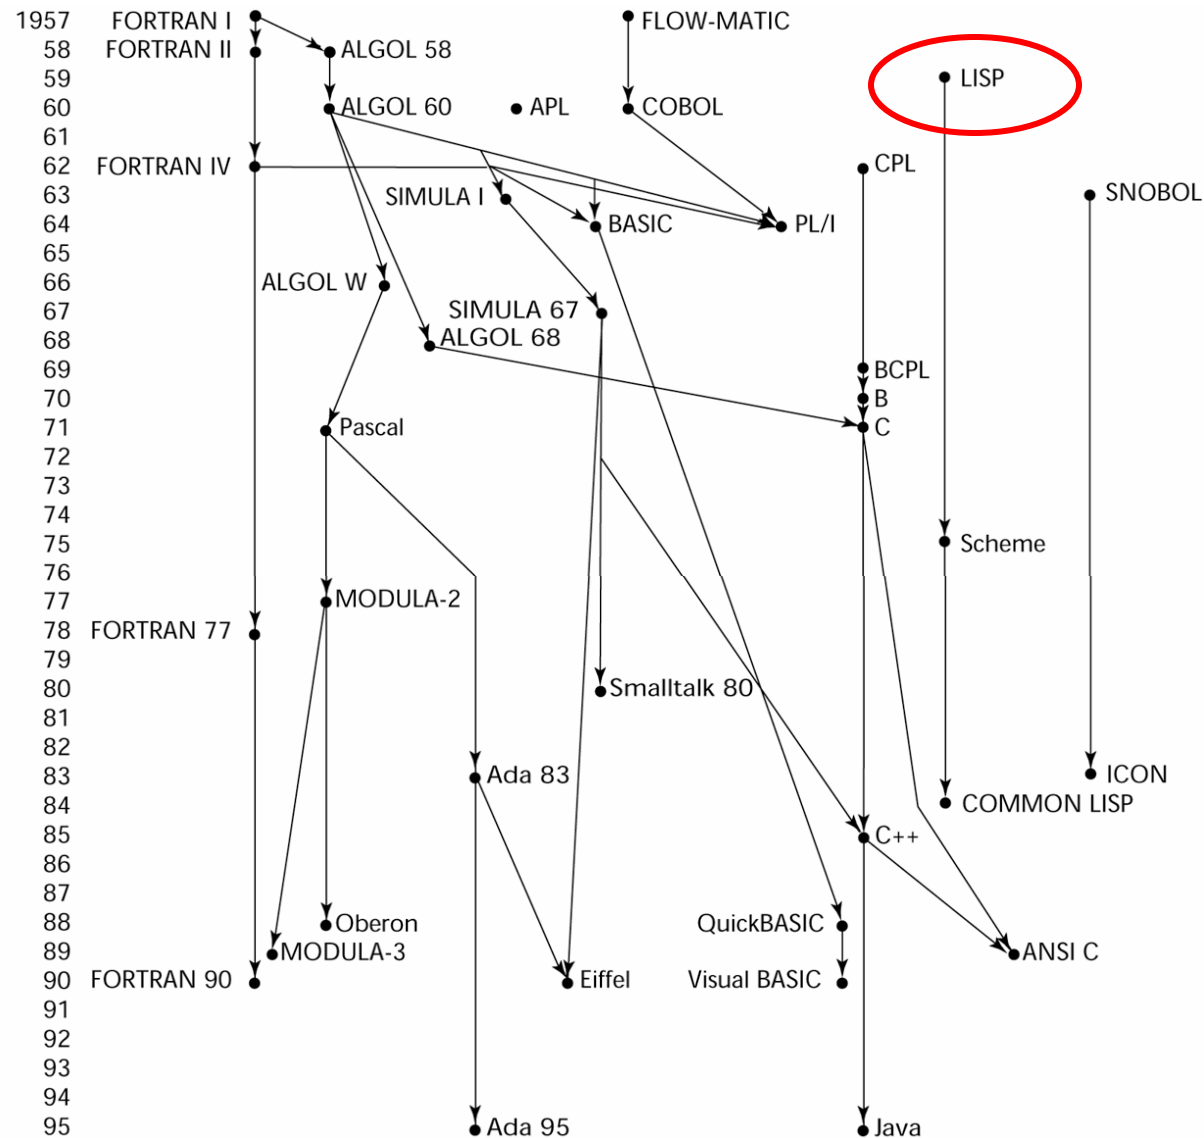 1957 FORTRAN I FLOW-MATIC
58 FORTRAN II ALGOL 58
59 LISP
60 ALGOL 60 APL COBOL
61
62 FORTRAN IV CPL
63 SIMULA I SNOBOL
64 BASIC PL/I
65
66 ALGOL W
67 SIMULA 67
68 ALGOL 68
69 BCPL
70 B
71 Pascal C
72
73
74
75 Scheme
76
77 MODULA-2
78 FORTRAN 77
79
80 Smalltalk 80
81
82
83 Ada 83 ICON
84 COMMON LISP
85 C++
86
87
88 Oberon QuickBASIC
89 MODULA-3 ANSI C
90 FORTRAN 90 Eiffel Visual BASIC
91
92
93
94
95 Ada 95 Java